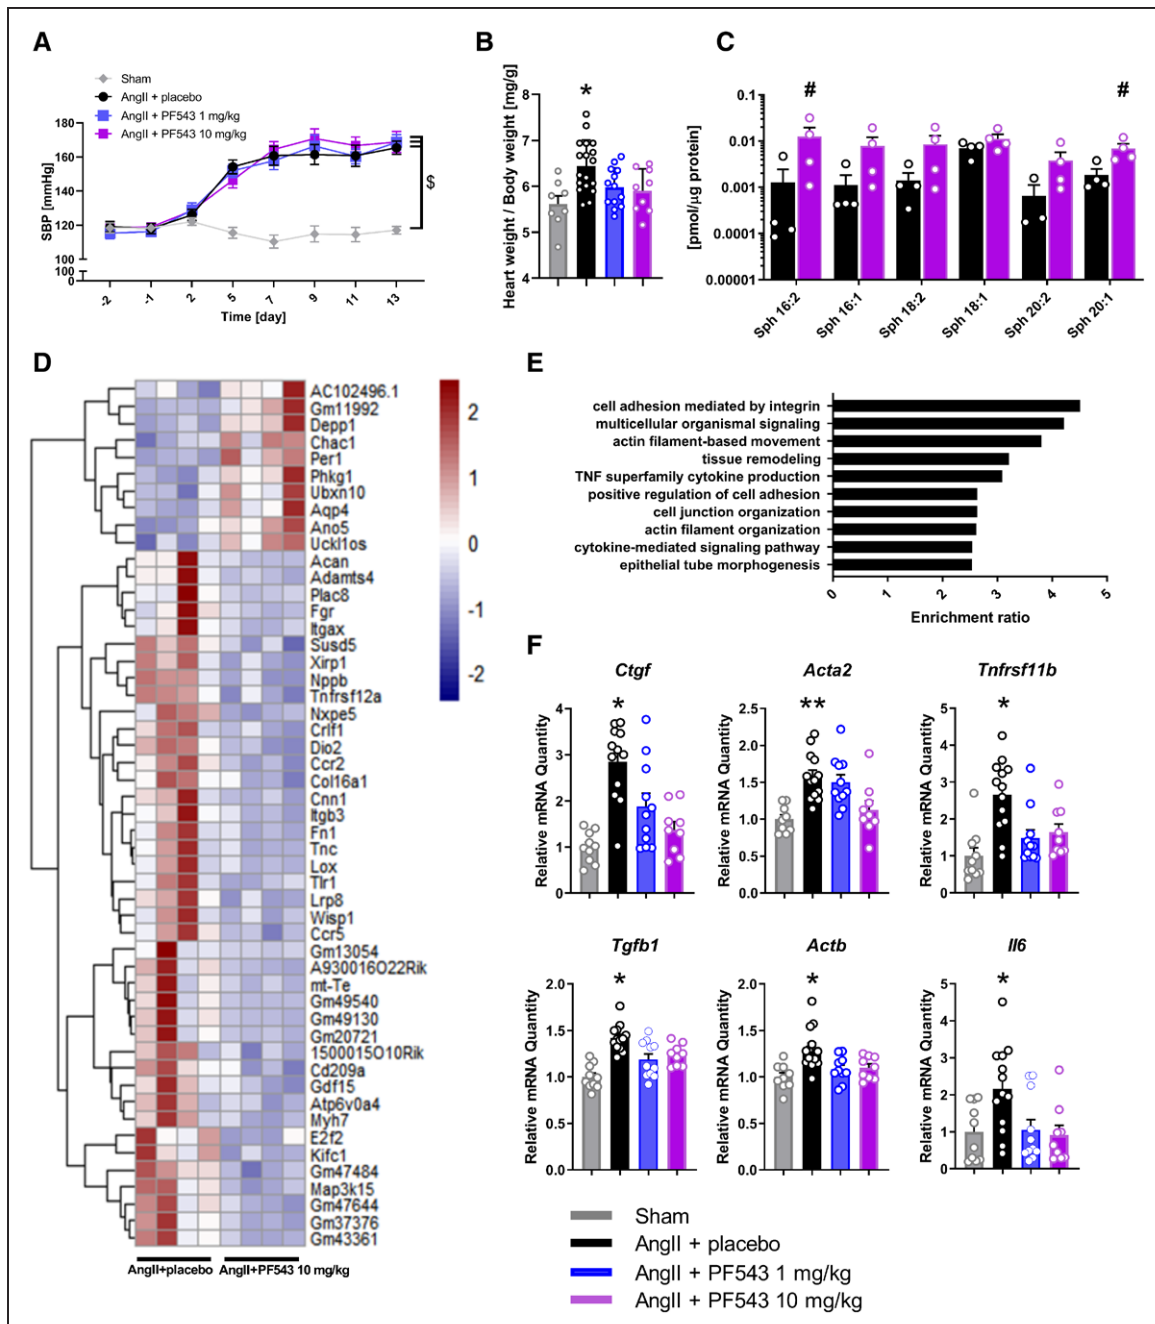 A
Sham
AngII + placebo
AngII + PF543 1 mg/kg
AngII + PF543 10 mg/kg
SBP [mmHg]
180
160
140
120
100
100
0
$
-2
-1
2
5
7
9
11
13
Time [day]
B
Heart weight / Body weight [mg/g]
8
7
6
5
4
*
C
[pmol/µg protein]
0.1
0.01
0.001
0.0001
0.00001
#
#
Sph 16:2
Sph 16:1
Sph 18:2
Sph 18:1
Sph 20:2
Sph 20:1
D
AC102496.1
Gm11992
Depp1
Chac1
Per1
Phkg1
Ubxn10
Aqp4
Ano5
Uckl1os
Acan
Adamts4
Plac8
Fgr
Itgax
Susd5
Xirp1
Nppb
Tnfrsf12a
Nxpe5
Crlf1
Dio2
Ccr2
Col16a1
Cnn1
Itgb3
Fn1
Tnc
Lox
Tlr1
Lrp8
Wisp1
Ccr5
Gm13054
A930016O22Rik
mt-Te
Gm49540
Gm49130
Gm20721
1500015O10Rik
Cd209a
Gdf15
Atp6v0a4
Myh7
E2f2
Kifc1
Gm47484
Map3k15
Gm47644
Gm37376
Gm43361
2
1
0
-1
-2
AngII+placebo
AngII+PF543 10 mg/kg
E
cell adhesion mediated by integrin
multicellular organismal signaling
actin filament-based movement
tissue remodeling
TNF superfamily cytokine production
positive regulation of cell adhesion
cell junction organization
actin filament organization
cytokine-mediated signaling pathway
epithelial tube morphogenesis
0
1
2
3
4
5
Enrichment ratio
F
Ctgf
Relative mRNA Quantity
4
3
2
1
0
*
Acta2
Relative mRNA Quantity
2.5
2.0
1.5
1.0
0.5
0.0
**
Tnfrsf11b
Relative mRNA Quantity
5
4
3
2
1
0
*
Tgfb1
Relative mRNA Quantity
2.0
1.5
1.0
0.5
0.0
*
Actb
Relative mRNA Quantity
2.0
1.5
1.0
0.5
0.0
*
Il6
Relative mRNA Quantity
5
4
3
2
1
0
*
Sham
AngII + placebo
AngII + PF543 1 mg/kg
AngII + PF543 10 mg/kg